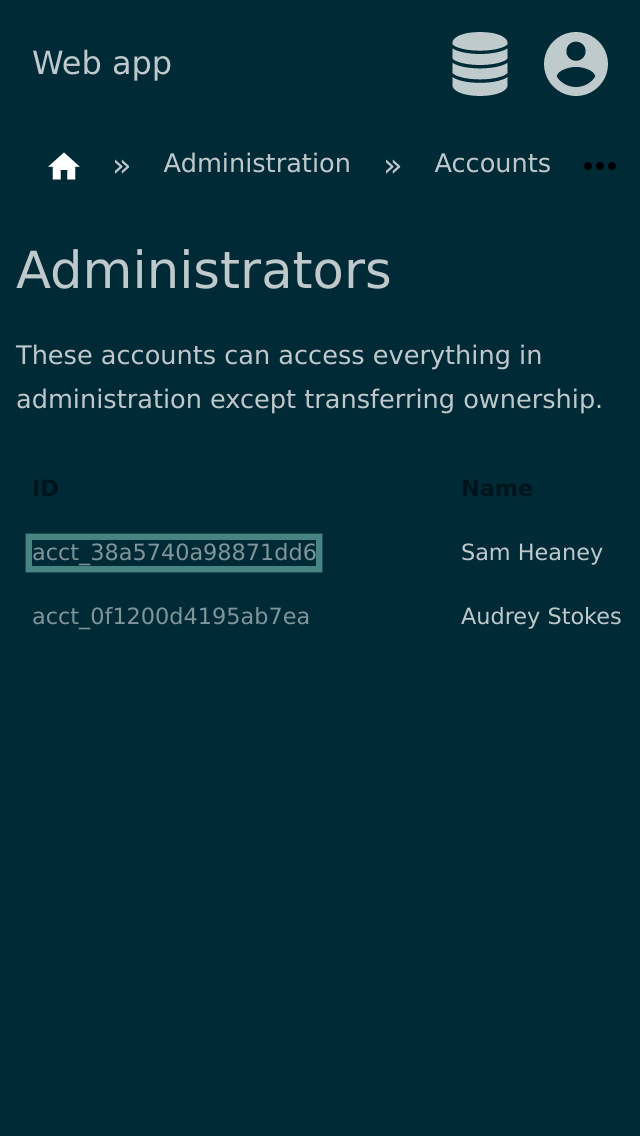 Web app
» Administration » Accounts •••
Administrators
These accounts can access everything in
administration except transferring ownership.
ID Name
acct_38a5740a98871dd6 Sam Heaney
acct_0f1200d4195ab7ea Audrey Stokes